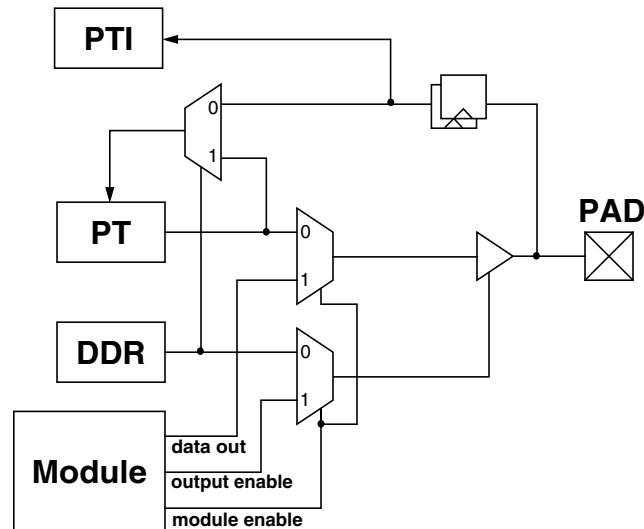 PTI
0
1
PT
PAD
0
1
DDR
0
1
Module
data out
output enable
module enable